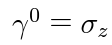 γ⁰ = σ_z